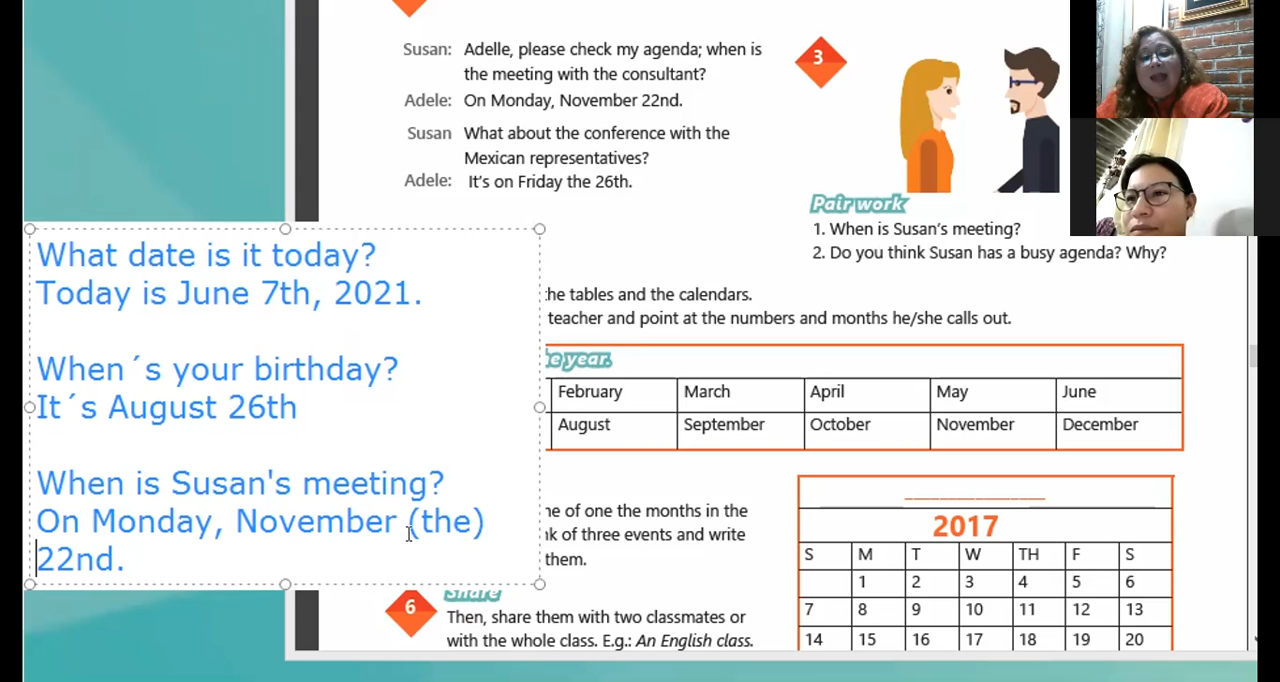 Susan: Adelle, please check my agenda; when is
the meeting with the consultant?
Adele: On Monday, November 22nd.
Susan What about the conference with the
Mexican representatives?
Adele: It's on Friday the 26th.
3
Pair work
1. When is Susan's meeting?
2. Do you think Susan has a busy agenda? Why?
What date is it today?
Today is June 7th, 2021.
When´s your birthday?
It´s August 26th
When is Susan's meeting?
On Monday, November (the)
22nd.
the tables and the calendars.
teacher and point at the numbers and months he/she calls out.
year.
February March April May June
August September October November December
of one the months in the
of three events and write
them.
6
Share
Then, share them with two classmates or
with the whole class. E.g.: An English class.
2017
S M T W TH F S
1 2 3 4 5 6
7 8 9 10 11 12 13
14 15 16 17 18 19 20